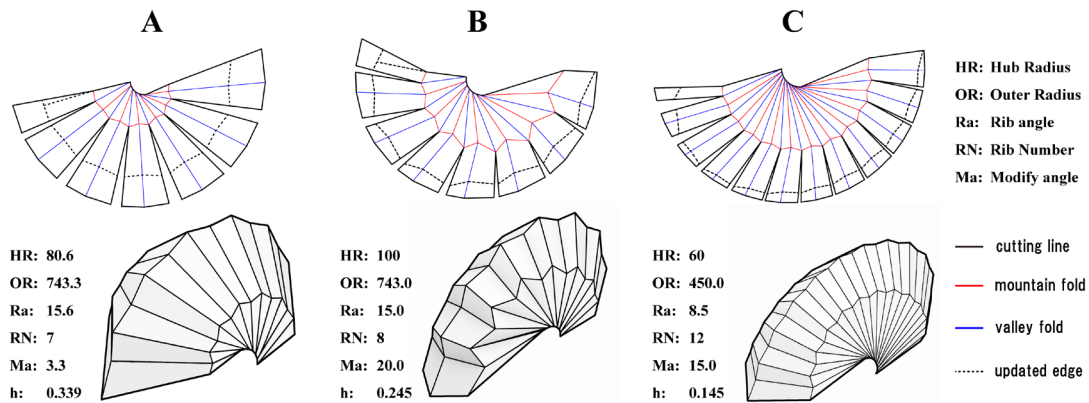 A B C
HR: Hub Radius
OR: Outer Radius
Ra: Rib angle
RN: Rib Number
Ma: Modify angle
HR: 80.6
OR: 743.3
Ra: 15.6
RN: 7
Ma: 3.3
h: 0.339
HR: 100
OR: 743.0
Ra: 15.0
RN: 8
Ma: 20.0
h: 0.245
HR: 60
OR: 450.0
Ra: 8.5
RN: 12
Ma: 15.0
h: 0.145
cutting line
mountain fold
valley fold
updated edge